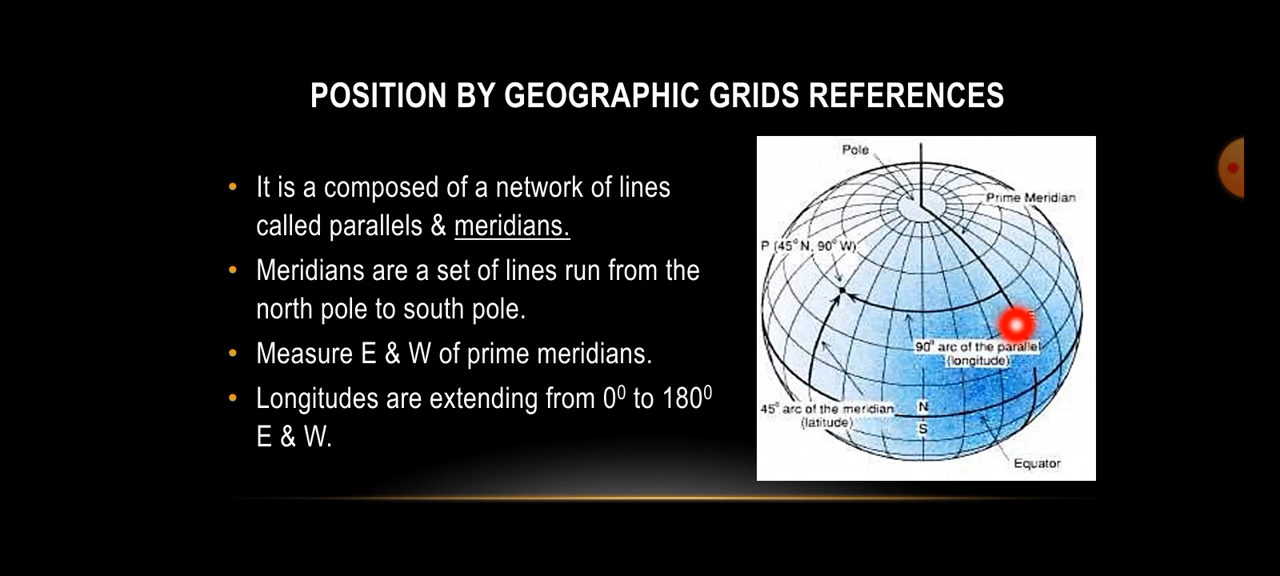 POSITION BY GEOGRAPHIC GRIDS REFERENCES
• It is a composed of a network of lines
called parallels & meridians.
• Meridians are a set of lines run from the
north pole to south pole.
• Measure E & W of prime meridians.
• Longitudes are extending from 0⁰ to 180⁰
E & W.
Pole
Prime Meridian
P (45° N, 90° W)
90° arc of the parallel
(longitude)
45° arc of the meridian
(latitude)
N
S
Equator